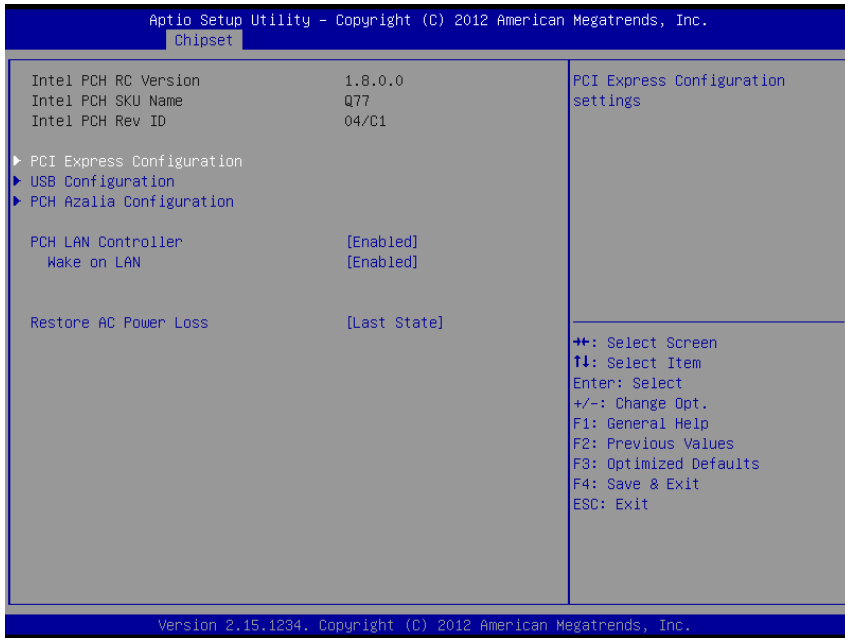 Aptio Setup Utility – Copyright (C) 2012 American Megatrends, Inc.
Chipset
Intel PCH RC Version 1.8.0.0
Intel PCH SKU Name Q77
Intel PCH Rev ID 04/C1
PCI Express Configuration
USB Configuration
PCH Azalia Configuration
PCH LAN Controller [Enabled]
Wake on LAN [Enabled]
Restore AC Power Loss [Last State]
PCI Express Configuration
settings
→←: Select Screen
↑↓: Select Item
Enter: Select
+/-: Change Opt.
F1: General Help
F2: Previous Values
F3: Optimized Defaults
F4: Save & Exit
ESC: Exit
Version 2.15.1234. Copyright (C) 2012 American Megatrends, Inc.